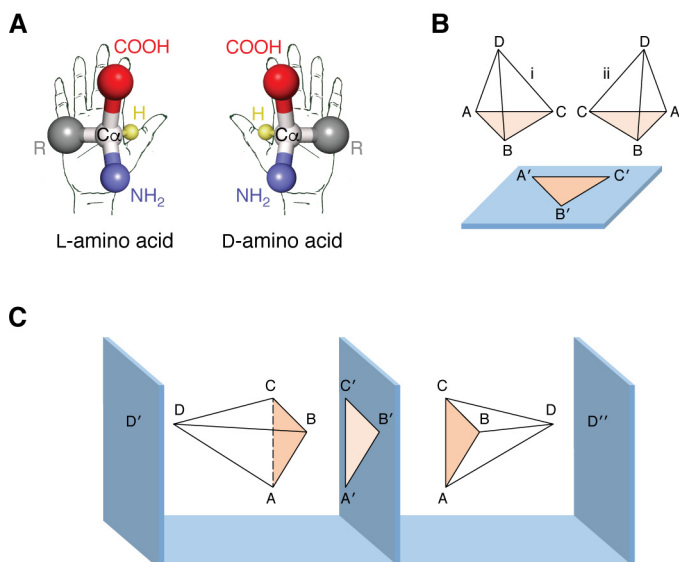 A
COOH
COOH
H
H
Cα
Cα
R
R
NH2
NH2
L-amino acid
D-amino acid
B
D
D
i
ii
A
C
C
A
B
B
A′
C′
B′
C
D′
D
C
B
A
C′
B′
A′
C
B
D
A
D′′